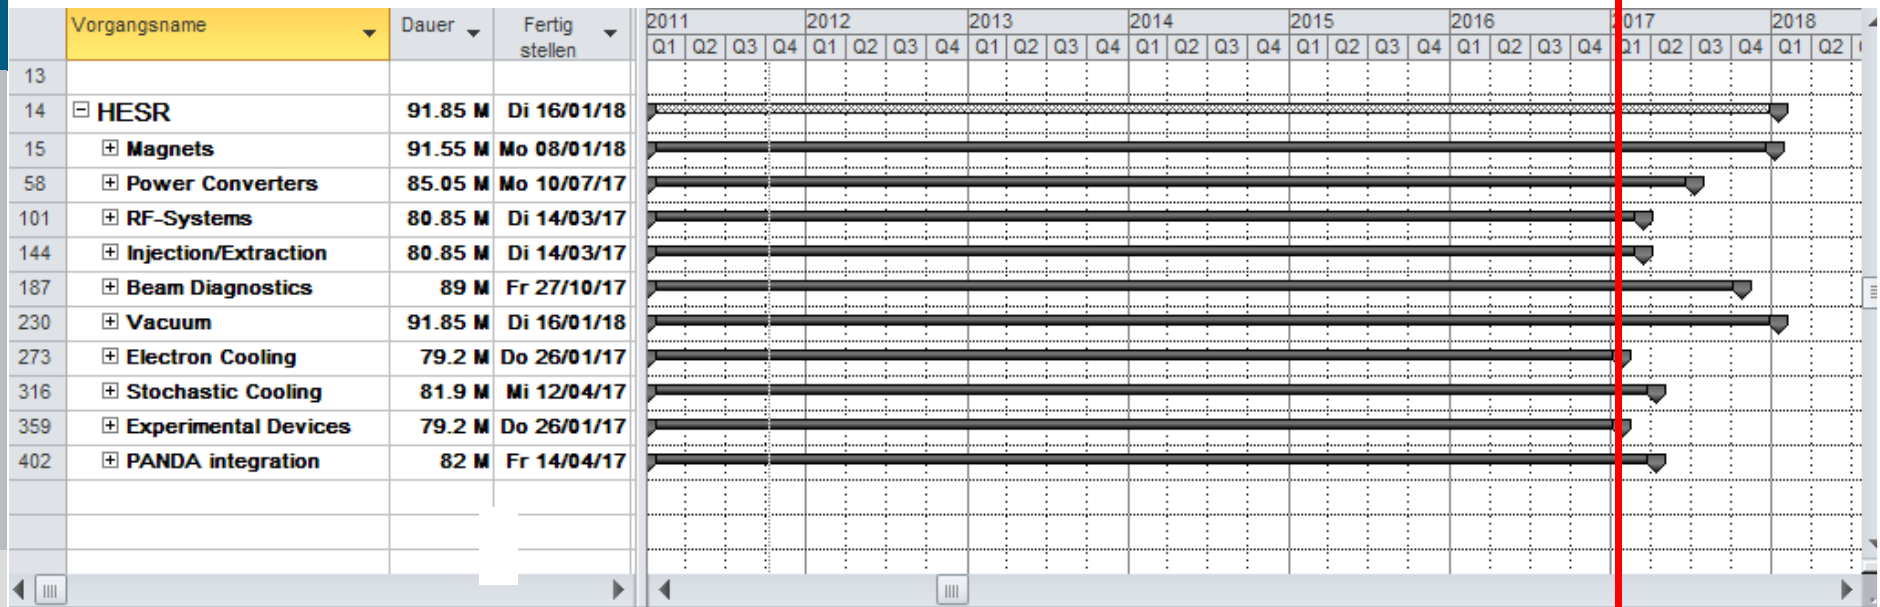 Vorgangsname Dauer Fertig stellen 2011 2012 2013 2014 2015 2016 2017 2018
Q1 Q2 Q3 Q4 Q1 Q2 Q3 Q4 Q1 Q2 Q3 Q4 Q1 Q2 Q3 Q4 Q1 Q2 Q3 Q4 Q1 Q2 Q3 Q4 Q1 Q2 Q3 Q4 Q1 Q2
13
14 HESR 91.85 M Di 16/01/18
15 Magnets 91.55 M Mo 08/01/18
58 Power Converters 85.05 M Mo 10/07/17
101 RF-Systems 80.85 M Di 14/03/17
144 Injection/Extraction 80.85 M Di 14/03/17
187 Beam Diagnostics 89 M Fr 27/10/17
230 Vacuum 91.85 M Di 16/01/18
273 Electron Cooling 79.2 M Do 26/01/17
316 Stochastic Cooling 81.9 M Mi 12/04/17
359 Experimental Devices 79.2 M Do 26/01/17
402 PANDA integration 82 M Fr 14/04/17